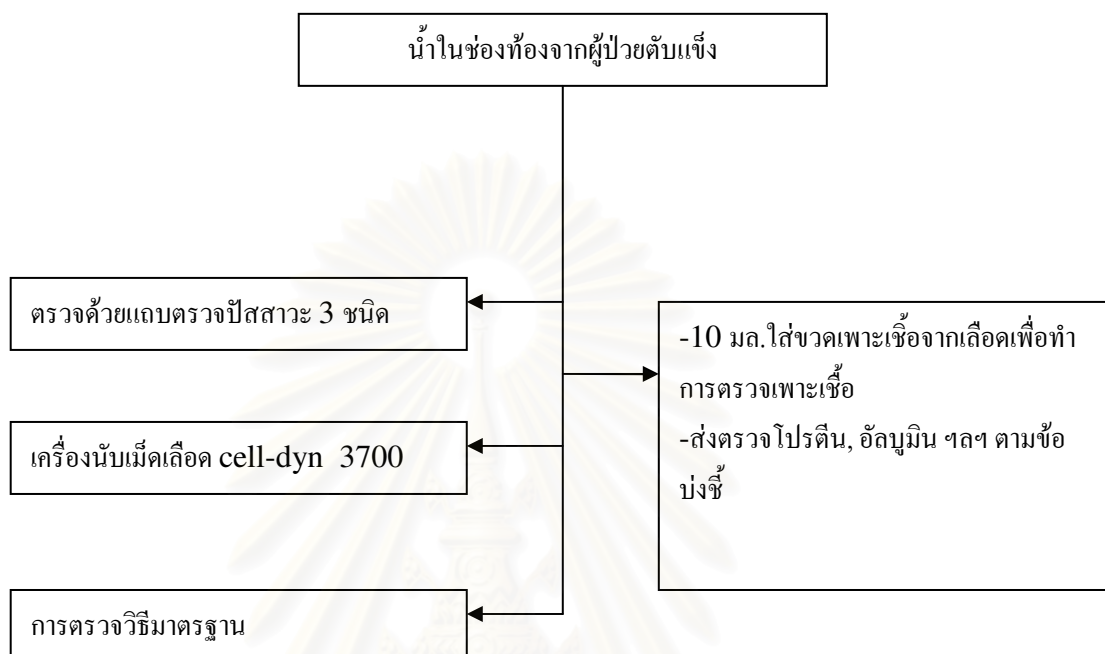 น้ำในช่องท้องจากผู้ป่วยตับแข็ง
ตรวจด้วยแถบตรวจปัสสาวะ 3 ชนิด
-10 มล.ใส่ขวดเพาะเชิ้อจากเลือดเพื่อทำ
การตรวจเพาะเชื้อ
-ส่งตรวจโปรตีน, อัลบูมิน ฯลฯ ตามข้อ
บ่งชี้
เครื่องนับเม็ดเลือด cell-dyn 3700
การตรวจวิธีมาตรฐาน